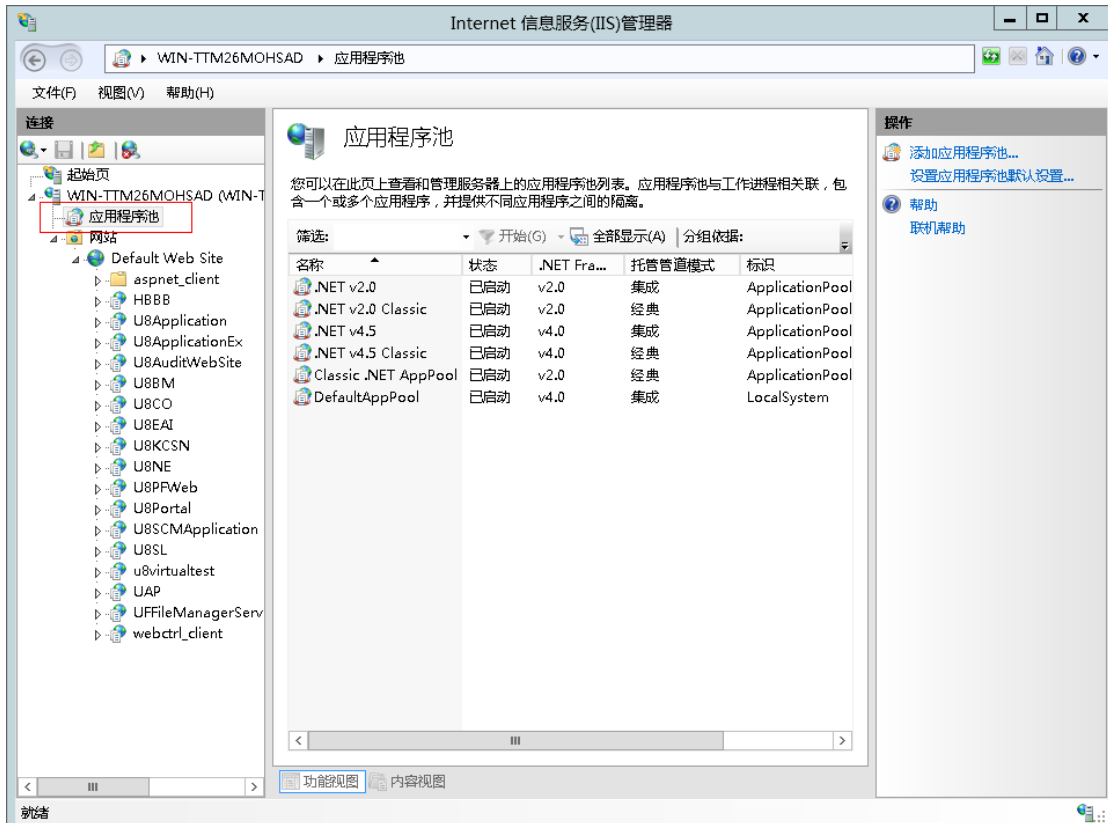 Internet 信息服务(IIS)管理器
WIN-TTM26MOHSAD 应用程序池
文件(F) 视图(V) 帮助(H)
连接
起始页
WIN-TTM26MOHSAD (WIN-T
应用程序池
网站
Default Web Site
aspnet_client
HBBB
U8Application
U8ApplicationEx
U8AuditWebSite
U8BM
U8CO
U8EAI
U8KCSN
U8NE
U8PFWeb
U8Portal
U8SCMApplication
U8SL
u8virtualtest
UAP
UFFileManagerServ
webctrl_client
应用程序池
您可以在此页上查看和管理服务器上的应用程序池列表。应用程序池与工作进程相关联，包
含一个或多个应用程序，并提供不同应用程序之间的隔离。
筛选: 开始(G) 全部显示(A) 分组依据:
名称 状态 .NET Fra... 托管管道模式 标识
.NET v2.0 已启动 v2.0 集成 ApplicationPool
.NET v2.0 Classic 已启动 v2.0 经典 ApplicationPool
.NET v4.5 已启动 v4.0 集成 ApplicationPool
.NET v4.5 Classic 已启动 v4.0 经典 ApplicationPool
Classic .NET AppPool 已启动 v2.0 经典 ApplicationPool
DefaultAppPool 已启动 v4.0 集成 LocalSystem
功能视图 内容视图
操作
添加应用程序池...
设置应用程序池默认设置...
帮助
联机帮助
就绪